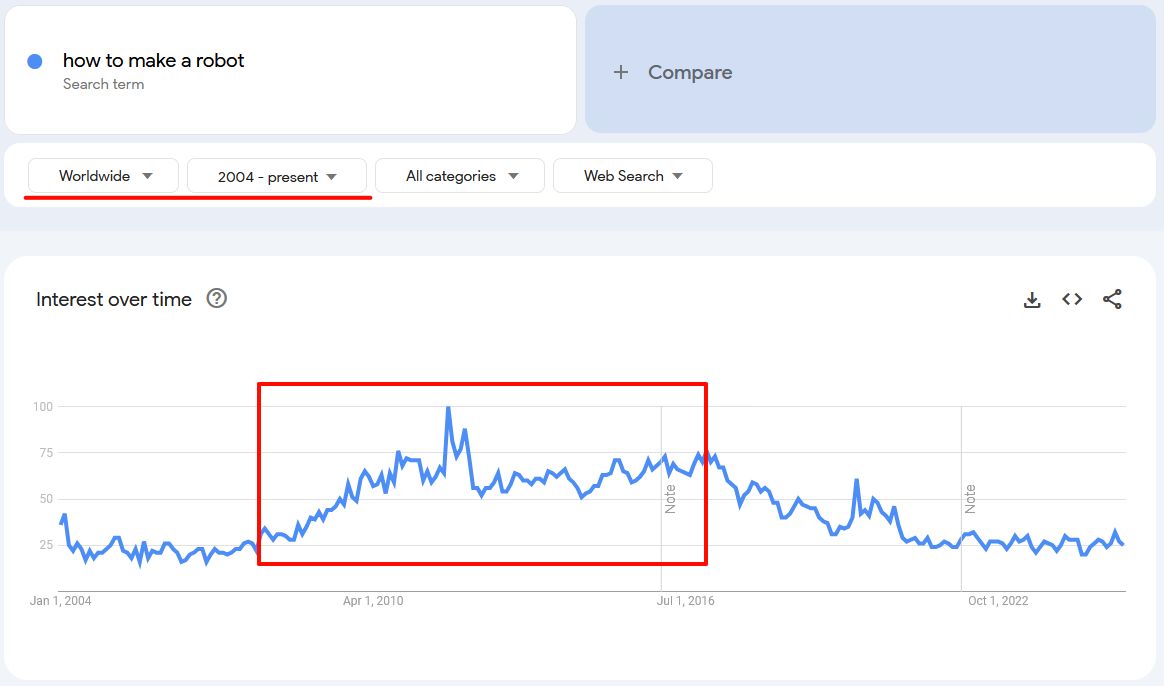 how to make a robot
Search term
+ Compare
Worldwide
2004 - present
All categories
Web Search
Interest over time
100
75
50
25
Note
Note
Jan 1, 2004
Apr 1, 2010
Jul 1, 2016
Oct 1, 2022